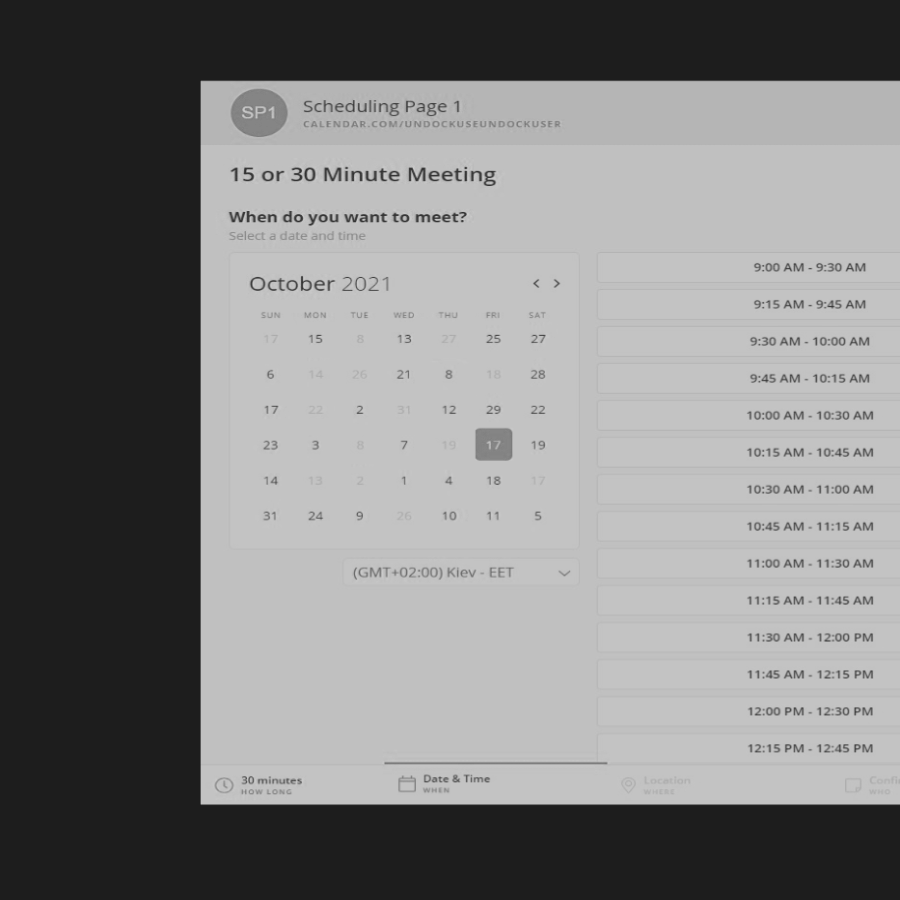 SP1
Scheduling Page 1
CALENDAR.COM/UNDOCKUSEUNDOCKUSER
15 or 30 Minute Meeting
When do you want to meet?
Select a date and time
October 2021
< >
SUN MON TUE WED THU FRI SAT
17 15 8 13 27 25 27
6 14 26 21 8 18 28
17 22 2 31 12 29 22
23 3 8 7 19 17 19
14 13 2 1 4 18 17
31 24 9 26 10 11 5
(GMT+02:00) Kiev - EET
9:00 AM - 9:30 AM
9:15 AM - 9:45 AM
9:30 AM - 10:00 AM
9:45 AM - 10:15 AM
10:00 AM - 10:30 AM
10:15 AM - 10:45 AM
10:30 AM - 11:00 AM
10:45 AM - 11:15 AM
11:00 AM - 11:30 AM
11:15 AM - 11:45 AM
11:30 AM - 12:00 PM
11:45 AM - 12:15 PM
12:00 PM - 12:30 PM
12:15 PM - 12:45 PM
30 minutes
HOW LONG
Date & Time
WHEN
Location
WHERE
WHO